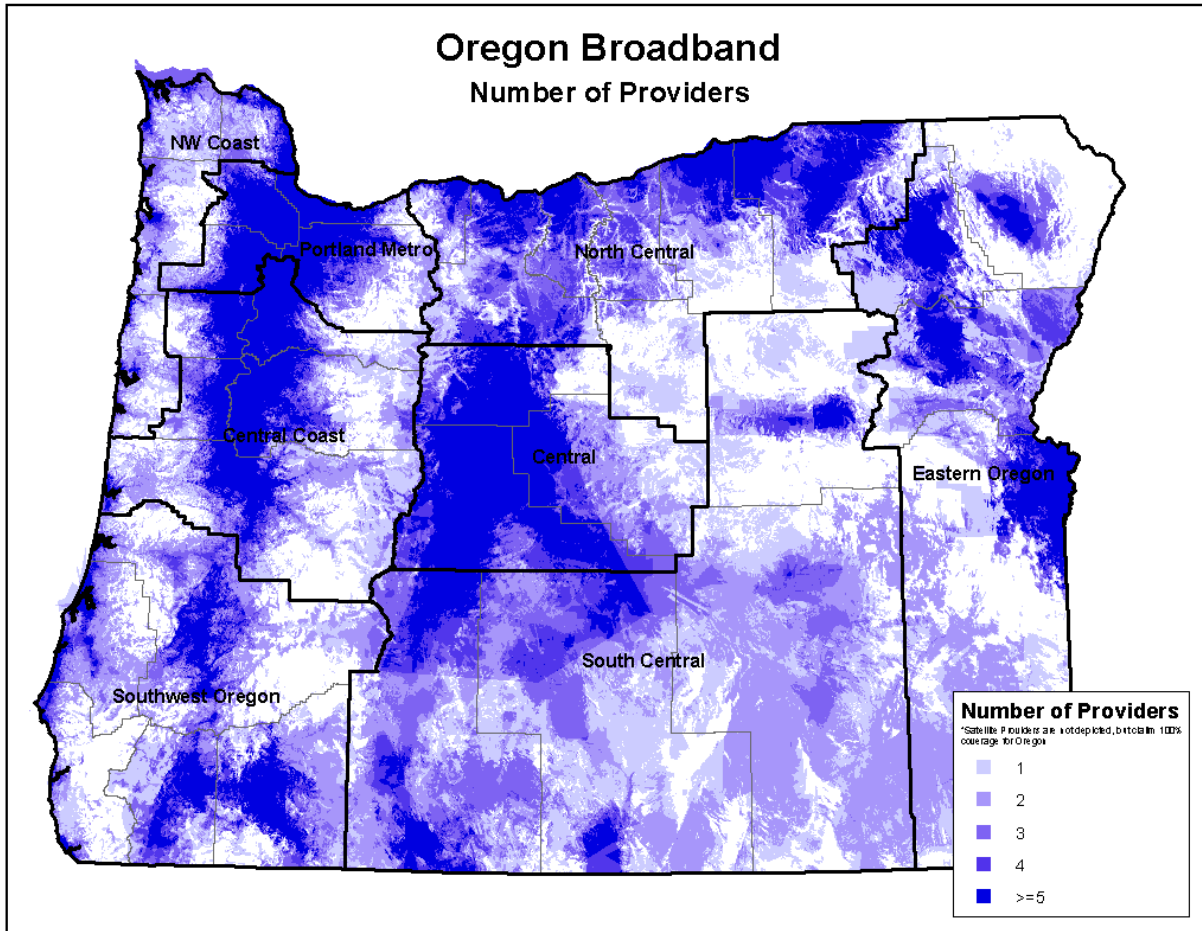 Oregon Broadband
Number of Providers
NW Coast
Portland Metro
North Central
Central Coast
Central
Eastern Oregon
South Central
Southwest Oregon
Number of Providers
*Satellite Providers are not depicted, but claim 100%
coverage for Oregon
1
2
3
4
>=5